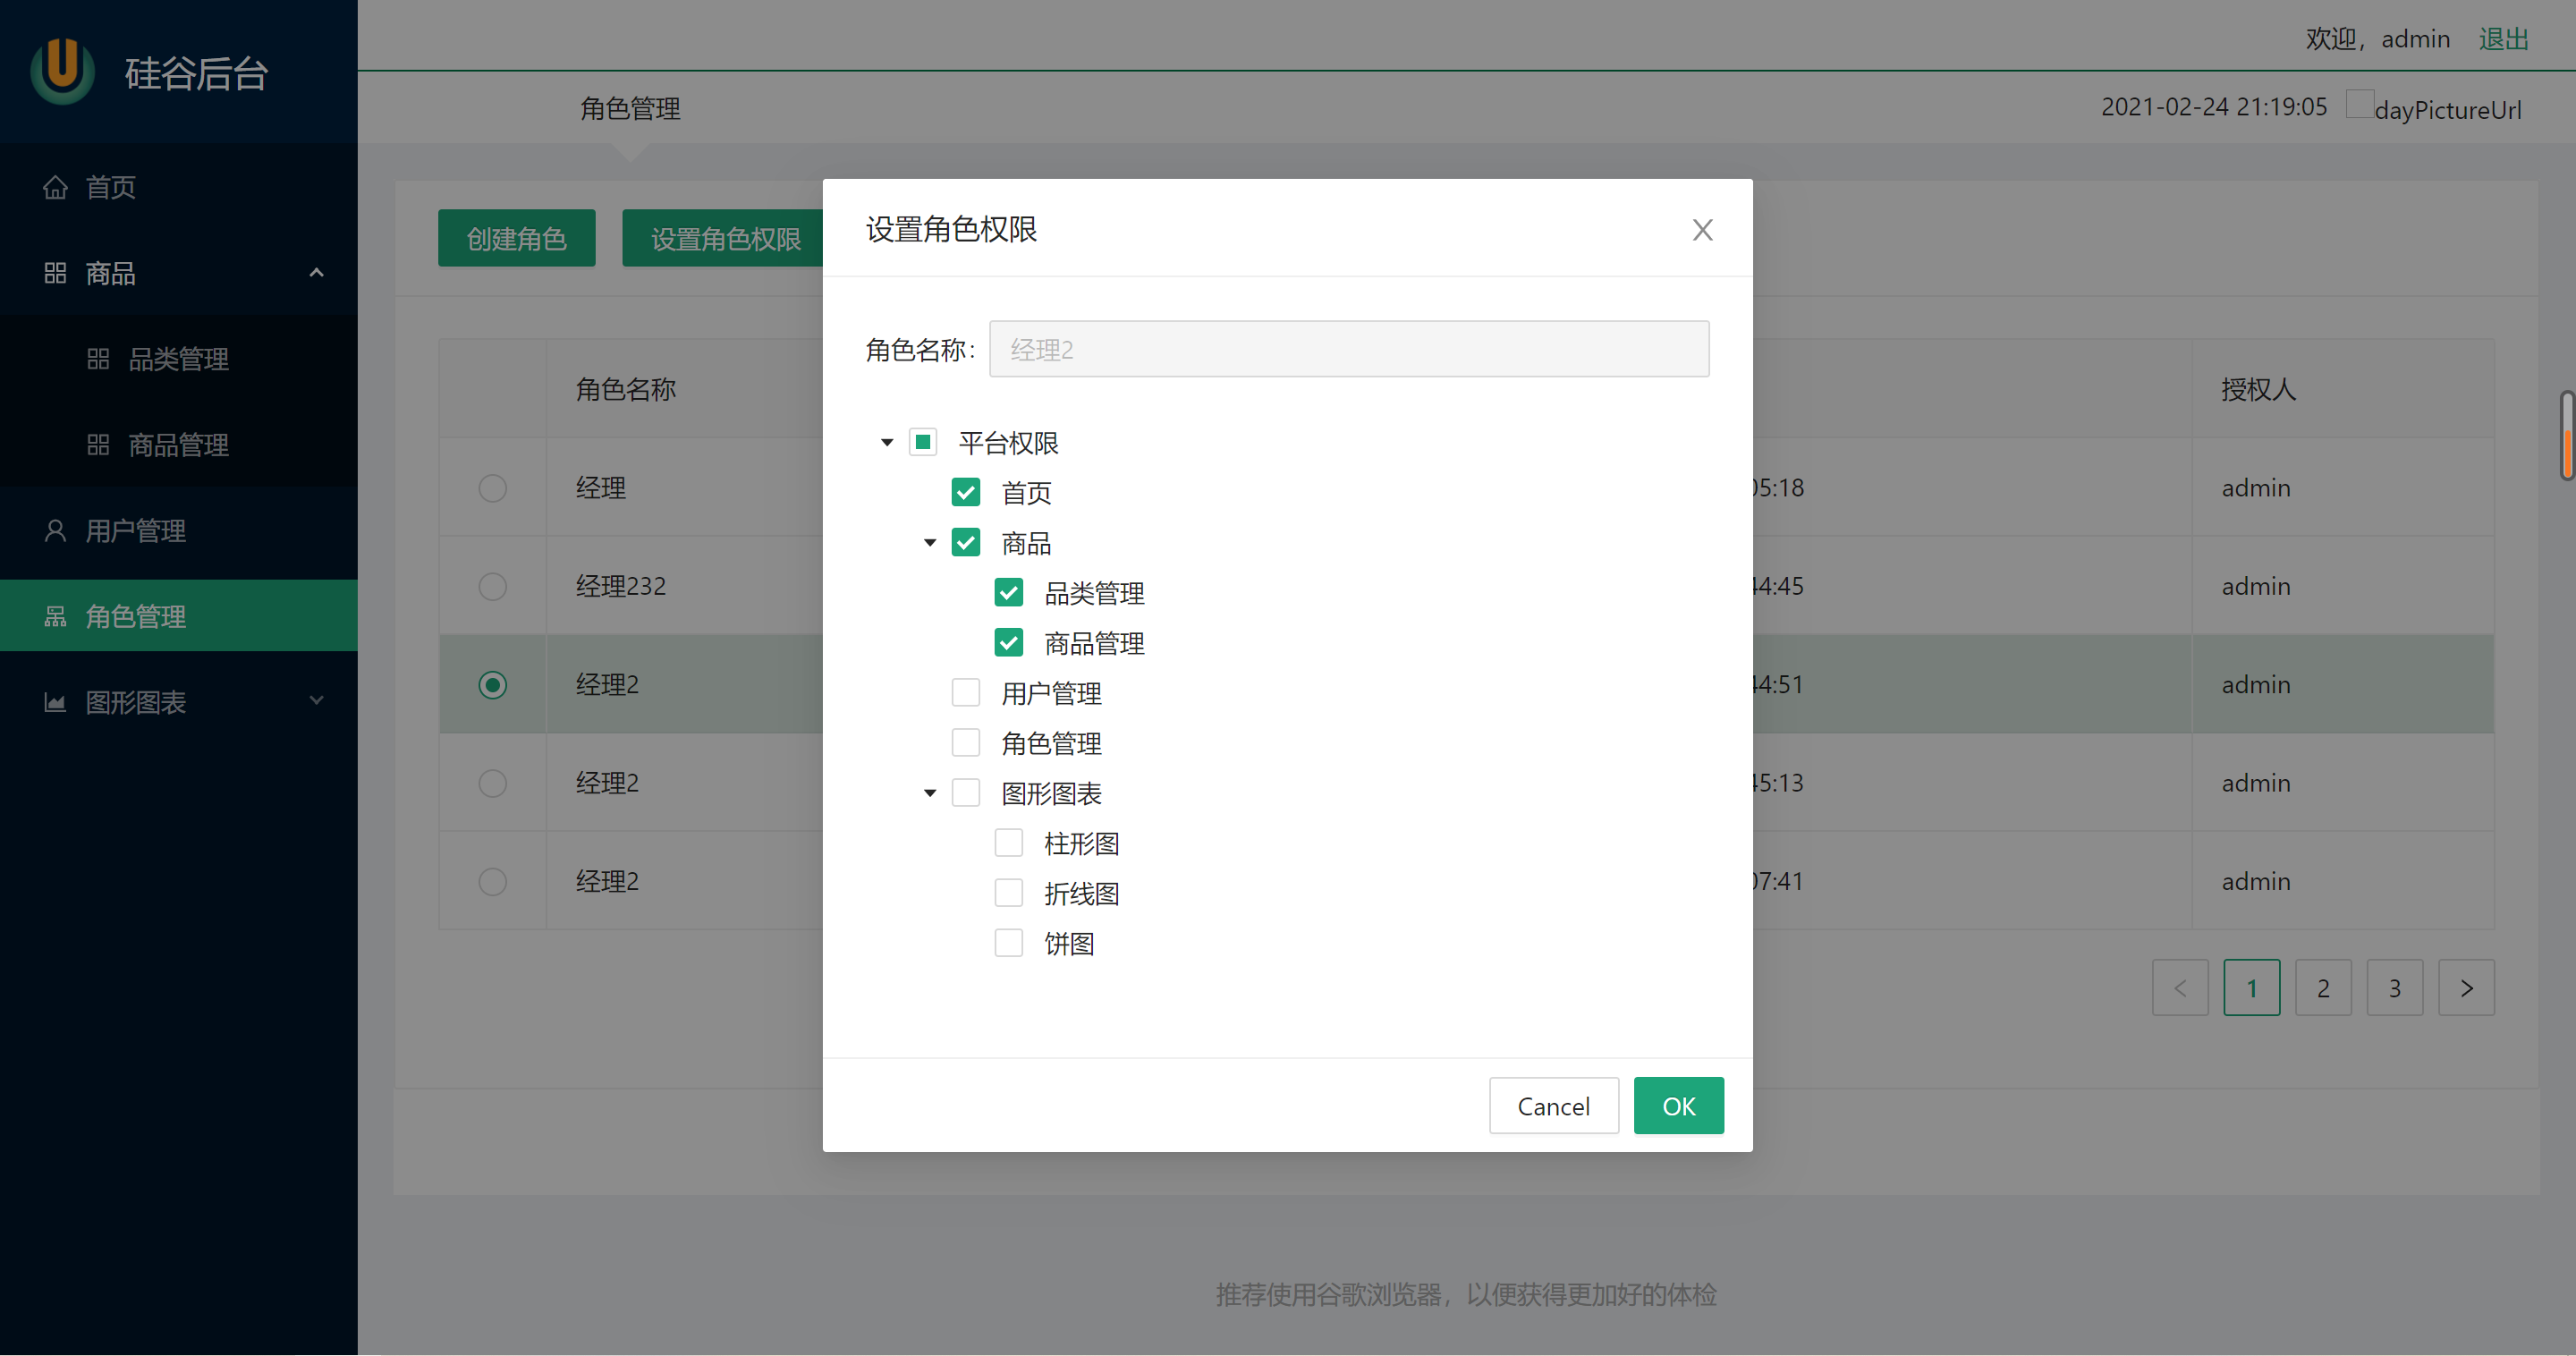 硅谷后台
欢迎，admin 退出
角色管理
2021-02-24 21:19:05 dayPictureUrl
首页
商品
品类管理
商品管理
用户管理
角色管理
图形图表
创建角色 设置角色权限
角色名称 授权人
经理 05:18 admin
经理232 44:45 admin
经理2 44:51 admin
经理2 45:13 admin
经理2 07:41 admin
1 2 3
设置角色权限
角色名称: 经理2
平台权限
首页
商品
品类管理
商品管理
用户管理
角色管理
图形图表
柱形图
折线图
饼图
Cancel OK
推荐使用谷歌浏览器，以便获得更加好的体检